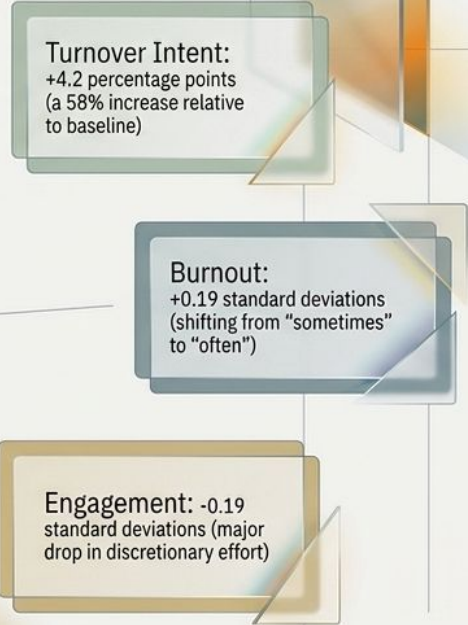 Turnover Intent:
+4.2 percentage points
(a 58% increase relative
to baseline)
Burnout:
+0.19 standard deviations
(shifting from “sometimes”
to “often”)
Engagement: -0.19
standard deviations (major
drop in discretionary effort)